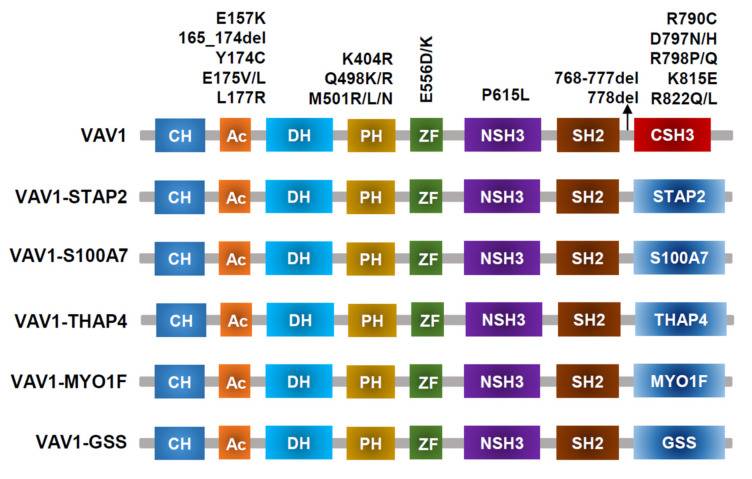 E157K
165_174del
Y174C
E175V/L
L177R
K404R
Q498K/R
M501R/L/N
E556D/K
P615L
768-777del
778del
R790C
D797N/H
R798P/Q
K815E
R822Q/L
VAV1 CH Ac DH PH ZF NSH3 SH2 CSH3
VAV1-STAP2 CH Ac DH PH ZF NSH3 SH2 STAP2
VAV1-S100A7 CH Ac DH PH ZF NSH3 SH2 S100A7
VAV1-THAP4 CH Ac DH PH ZF NSH3 SH2 THAP4
VAV1-MYO1F CH Ac DH PH ZF NSH3 SH2 MYO1F
VAV1-GSS CH Ac DH PH ZF NSH3 SH2 GSS